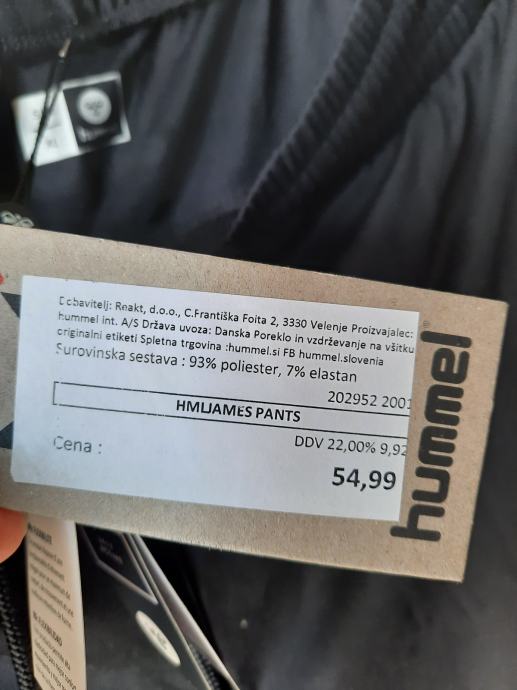 Dobavitelj: Reakt, d.o.o., C.Františka Foita 2, 3330 Velenje Proizvajalec:
hummel int. A/S Država uvoza: Danska Poreklo in vzdrževanje na všitku
originalni etiketi Spletna trgovina :hummel.si FB hummel.slovenia
Surovinska sestava : 93% poliester, 7% elastan
202952 2001
HMLJAMES PANTS
DDV 22,00% 9,92
Cena :
54,99
hummel®